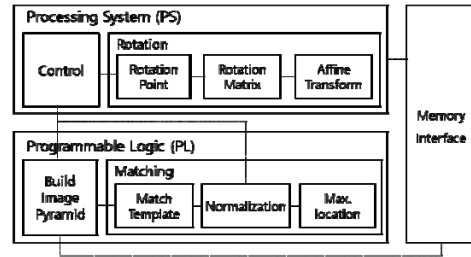 Processing System (PS)
Control
Rotation
Rotation
Point
Rotation
Matrix
Affine
Transform
Memory
Interface
Programmable Logic (PL)
Build
Image
Pyramid
Matching
Match
Template
Normalization
Max.
location